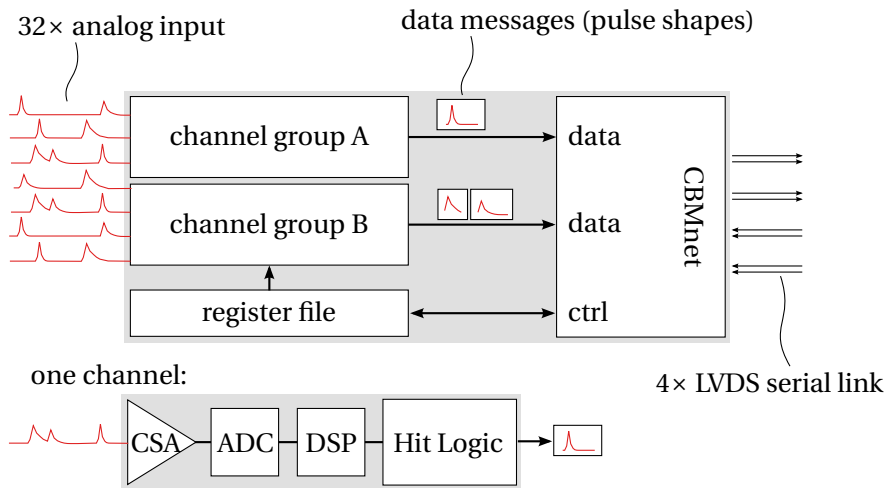 32× analog input
data messages (pulse shapes)
channel group A
data
channel group B
data
CBMnet
register file
ctrl
one channel:
4× LVDS serial link
CSA
ADC
DSP
Hit Logic